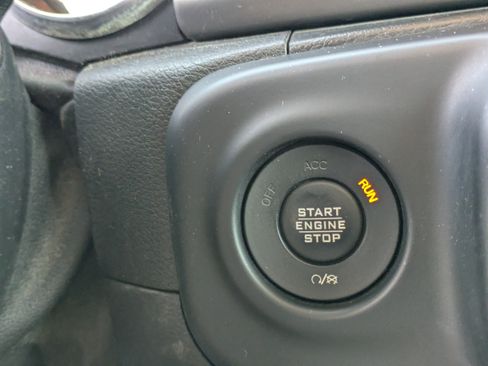 OFF
ACC
RUN
START
ENGINE
STOP